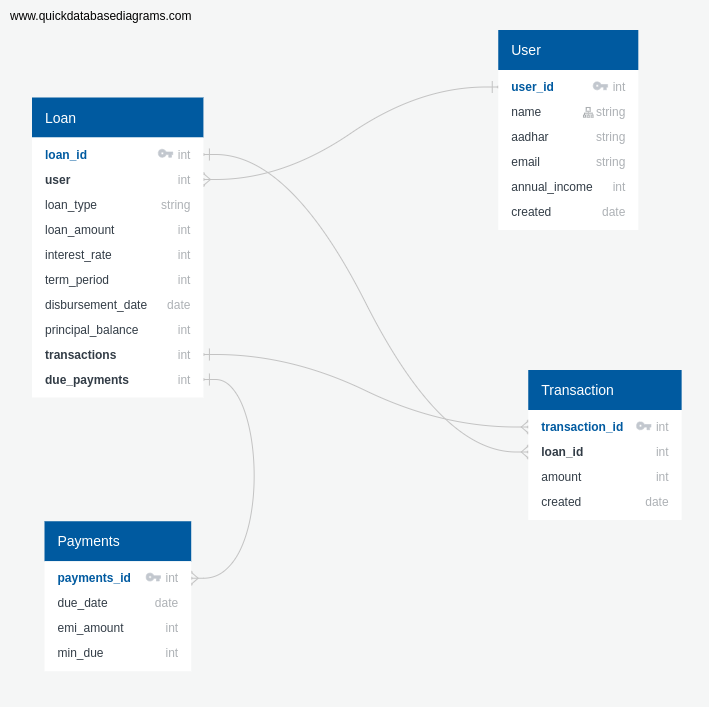 www.quickdatabasediagrams.com
User
user_id int
name string
aadhar string
email string
annual_income int
created date
Loan
loan_id int
user int
loan_type string
loan_amount int
interest_rate int
term_period int
disbursement_date date
principal_balance int
transactions int
due_payments int
Transaction
transaction_id int
loan_id int
amount int
created date
Payments
payments_id int
due_date date
emi_amount int
min_due int